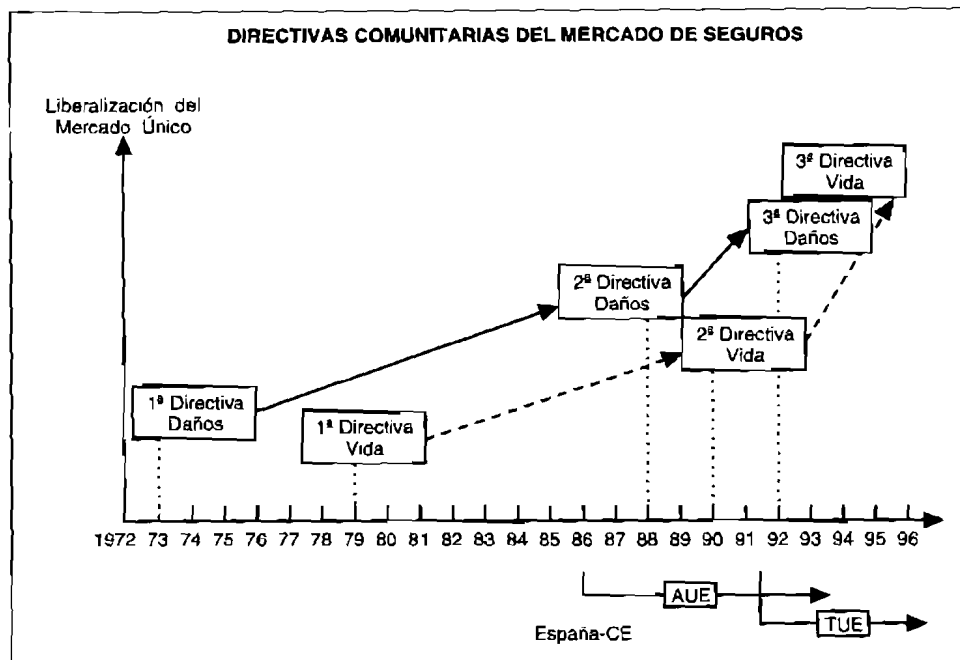 DIRECTIVAS COMUNITARIAS DEL MERCADO DE SEGUROS
Liberalización del
Mercado Único
3ª Directiva
Vida
3ª Directiva
Daños
2ª Directiva
Daños
2ª Directiva
Vida
1ª Directiva
Daños
1ª Directiva
Vida
1972 73 74 75 76 77 78 79 80 81 82 83 84 85 86 87 88 89 90 91 92 93 94 95 96
AUE
España-CE
TUE